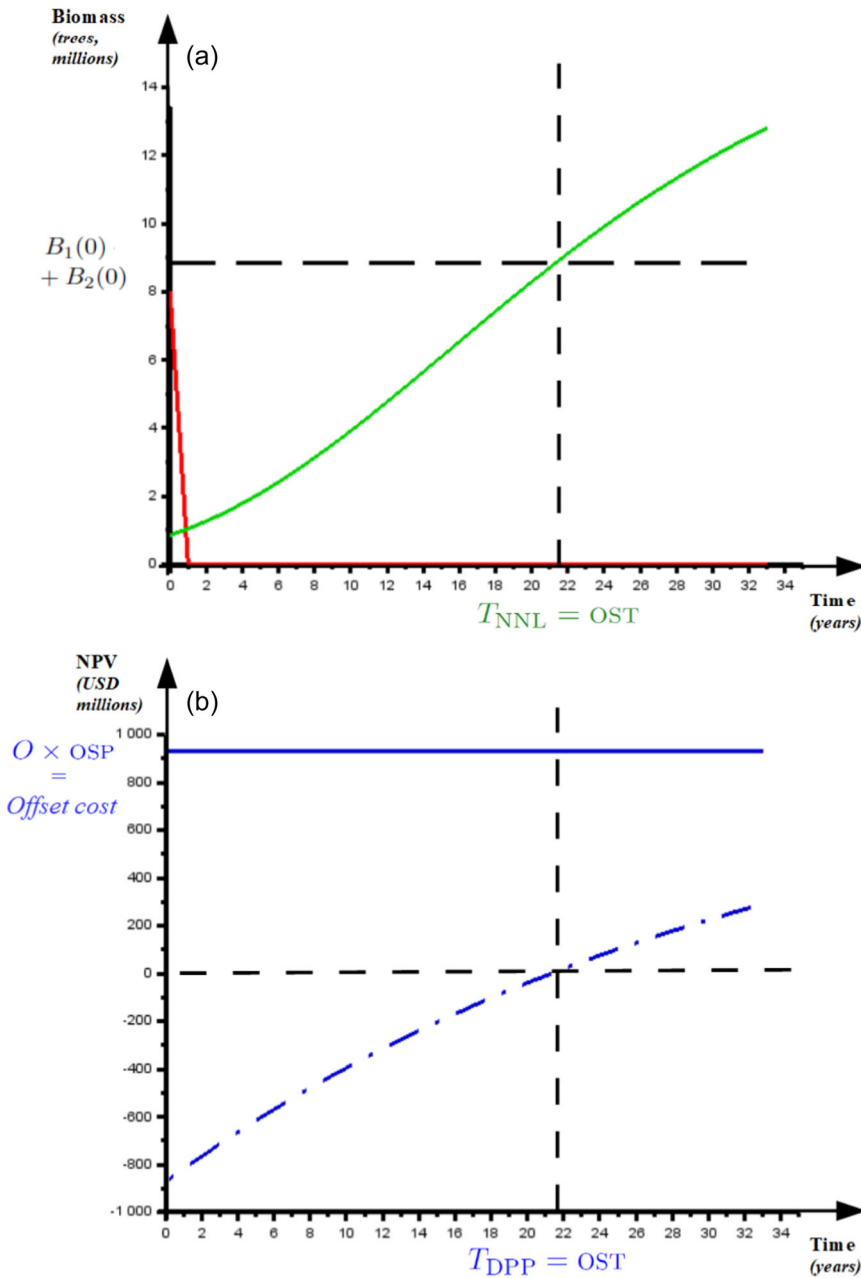 Biomass
(trees,
millions)
(a)
14
12
10
B₁(0)
+ B₂(0)
8
6
4
2
0
0 2 4 6 8 10 12 14 16 18 20 22 24 26 28 30 32 34
Time
(years)
T_NNL = OST
NPV
(USD
millions)
(b)
1 000
O × OSP
=
Offset cost
800
600
400
200
0
-200
-400
-600
-800
-1 000
0 2 4 6 8 10 12 14 16 18 20 22 24 26 28 30 32 34
Time
(years)
T_DPP = OST